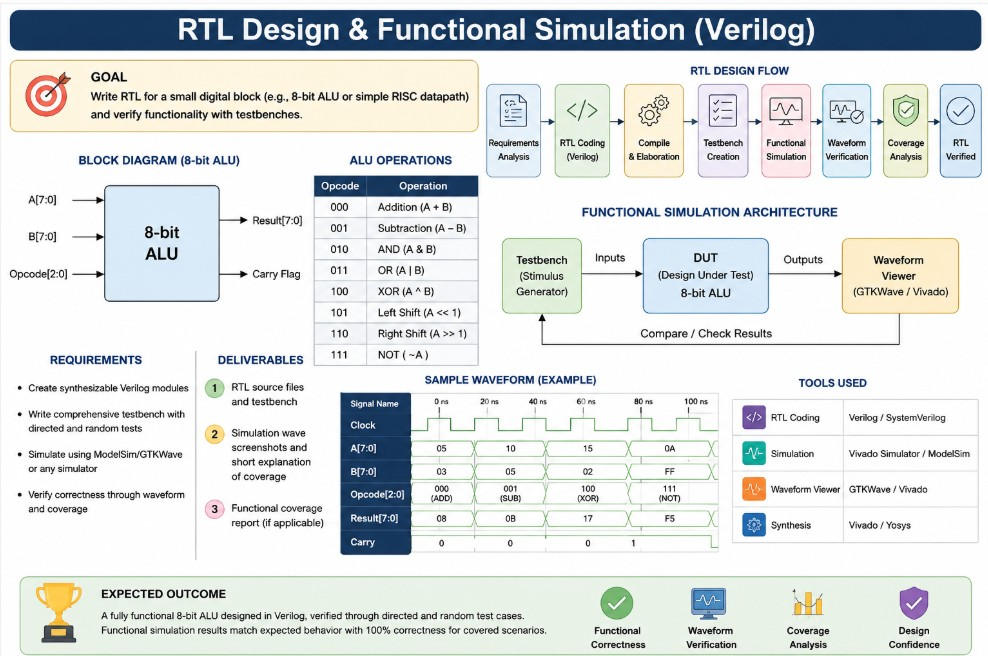 RTL Design & Functional Simulation (Verilog)
GOAL
Write RTL for a small digital block (e.g., 8-bit ALU or simple RISC datapath)
and verify functionality with testbenches.
RTL DESIGN FLOW
Requirements
Analysis
RTL Coding
(Verilog)
Compile
& Elaboration
Testbench
Creation
Functional
Simulation
Waveform
Verification
Coverage
Analysis
RTL
Verified
BLOCK DIAGRAM (8-bit ALU)
A[7:0]
B[7:0]
Opcode[2:0]
8-bit
ALU
Result[7:0]
Carry Flag
ALU OPERATIONS
Opcode Operation
000 Addition (A + B)
001 Subtraction (A – B)
010 AND (A & B)
011 OR (A | B)
100 XOR (A ^ B)
101 Left Shift (A << 1)
110 Right Shift (A >> 1)
111 NOT ( ~A )
FUNCTIONAL SIMULATION ARCHITECTURE
Testbench
(Stimulus
Generator)
Inputs
DUT
(Design Under Test)
8-bit ALU
Outputs
Waveform
Viewer
(GTKWave / Vivado)
Compare / Check Results
REQUIREMENTS
• Create synthesizable Verilog modules
• Write comprehensive testbench with
directed and random tests
• Simulate using ModelSim/GTKWave
or any simulator
• Verify correctness through waveform
and coverage
DELIVERABLES
1 RTL source files
and testbench
2 Simulation wave
screenshots and
short explanation
of coverage
3 Functional coverage
report (if applicable)
SAMPLE WAVEFORM (EXAMPLE)
Signal Name 0 ns 20 ns 40 ns 60 ns 80 ns 100 ns
Clock
A[7:0] 05 10 15 0A
B[7:0] 03 05 02 FF
Opcode[2:0] 000 001 100 111
(ADD) (SUB) (XOR) (NOT)
Result[7:0] 08 0B 17 F5
Carry 0 0 0 1
TOOLS USED
</> RTL Coding Verilog / SystemVerilog
Simulation Vivado Simulator / ModelSim
Waveform Viewer GTKWave / Vivado
Synthesis Vivado / Yosys
EXPECTED OUTCOME
A fully functional 8-bit ALU designed in Verilog, verified through directed and random test cases.
Functional simulation results match expected behavior with 100% correctness for covered scenarios.
Functional
Correctness
Waveform
Verification
Coverage
Analysis
Design
Confidence